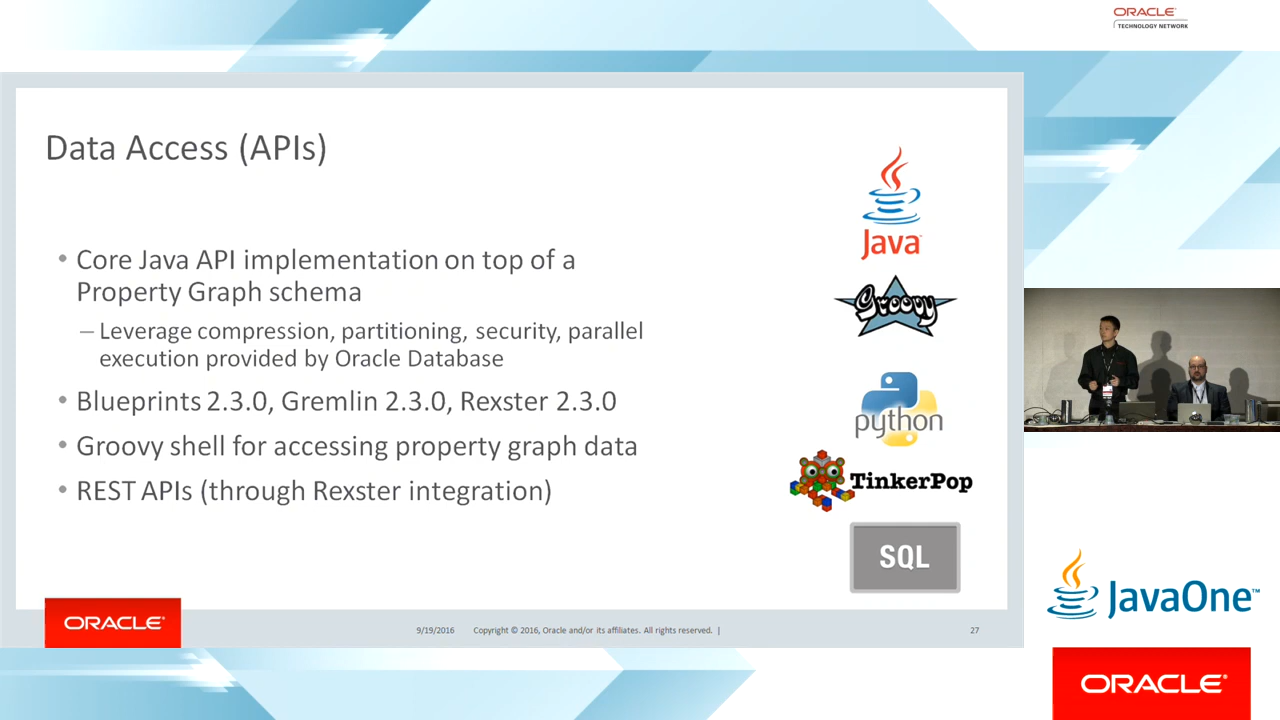 ORACLE
TECHNOLOGY NETWORK
Data Access (APIs)
• Core Java API implementation on top of a
Property Graph schema
– Leverage compression, partitioning, security, parallel
execution provided by Oracle Database
• Blueprints 2.3.0, Gremlin 2.3.0, Rexster 2.3.0
• Groovy shell for accessing property graph data
• REST APIs (through Rexster integration)
Java
Groovy
python
TinkerPop
SQL
ORACLE
9/19/2016 Copyright © 2016, Oracle and/or its affiliates. All rights reserved. |
27
JavaOne™
ORACLE